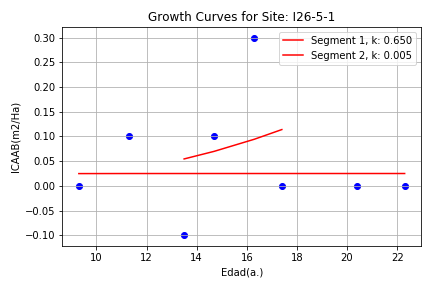 Growth Curves for Site: I26-5-1
Segment 1, k: 0.650
Segment 2, k: 0.005
ICAAB(m2/Ha)
0.30
0.25
0.20
0.15
0.10
0.05
0.00
−0.05
−0.10
10 12 14 16 18 20 22
Edad(a.)